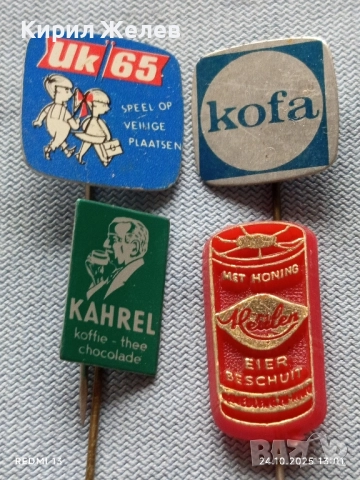 Кирил Желев
Uk 65
SPEEL OP
VEILIGE
PLAATSEN
kofa
KAHREL
koffie - thee
chocolade
MET HONING
EIER
BESCHUIT
REDMI 13
24.10.2025 13:01